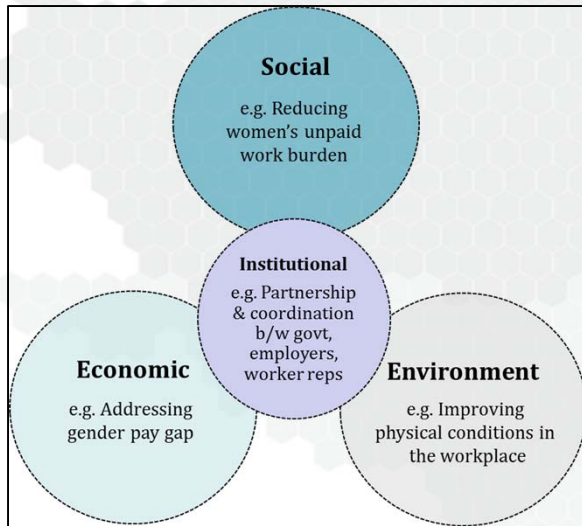 Social
e.g. Reducing
women’s unpaid
work burden
Institutional
e.g. Partnership
& coordination
b/w govt,
employers,
worker reps
Economic
e.g. Addressing
gender pay gap
Environment
e.g. Improving
physical conditions in
the workplace